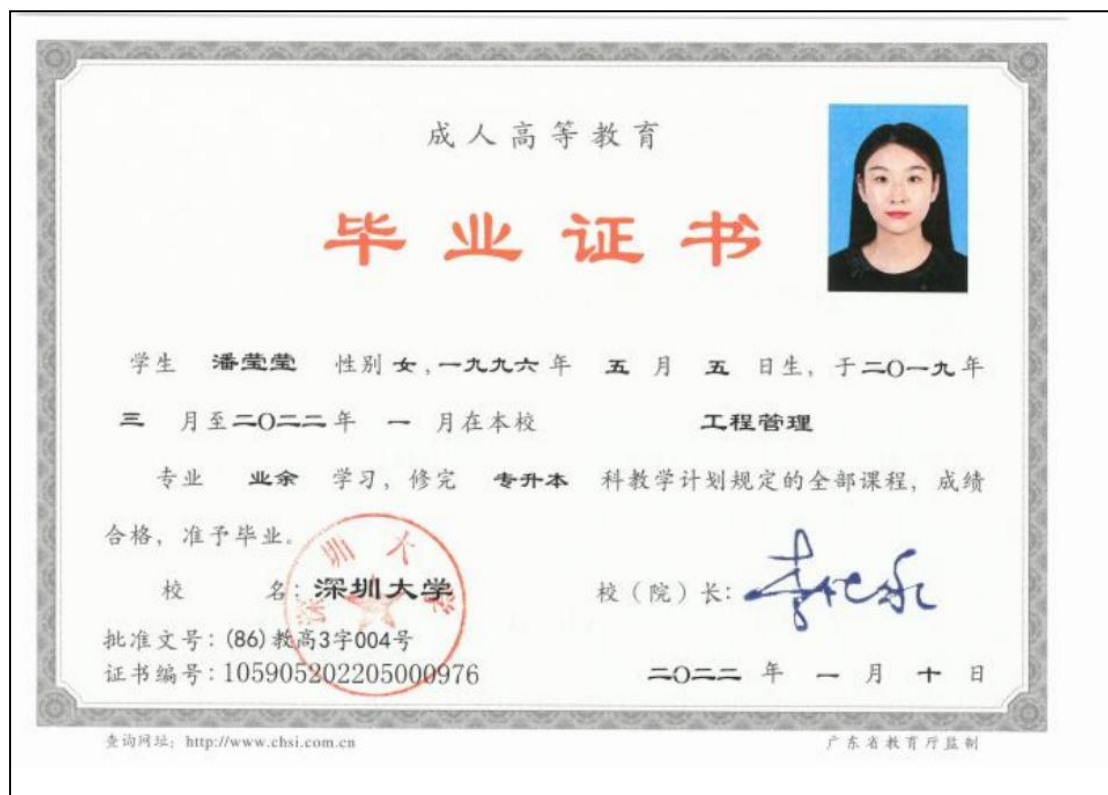 成人高等教育
毕业证书
学生 潘莹莹 性别 女，一九九六年 五 月 五 日生，于二〇一九年
三 月至二〇二二年 一 月在本校 工程管理
专业 业余 学习，修完 专升本 科教学计划规定的全部课程，成绩
合格，准予毕业。
深圳大学
校 名：深圳大学 校（院）长：
批准文号：(86)教高3字004号
证书编号：105905202205000976 二〇二二 年 一 月 十 日
查询网址：http://www.chsi.com.cn 广东省教育厅监制